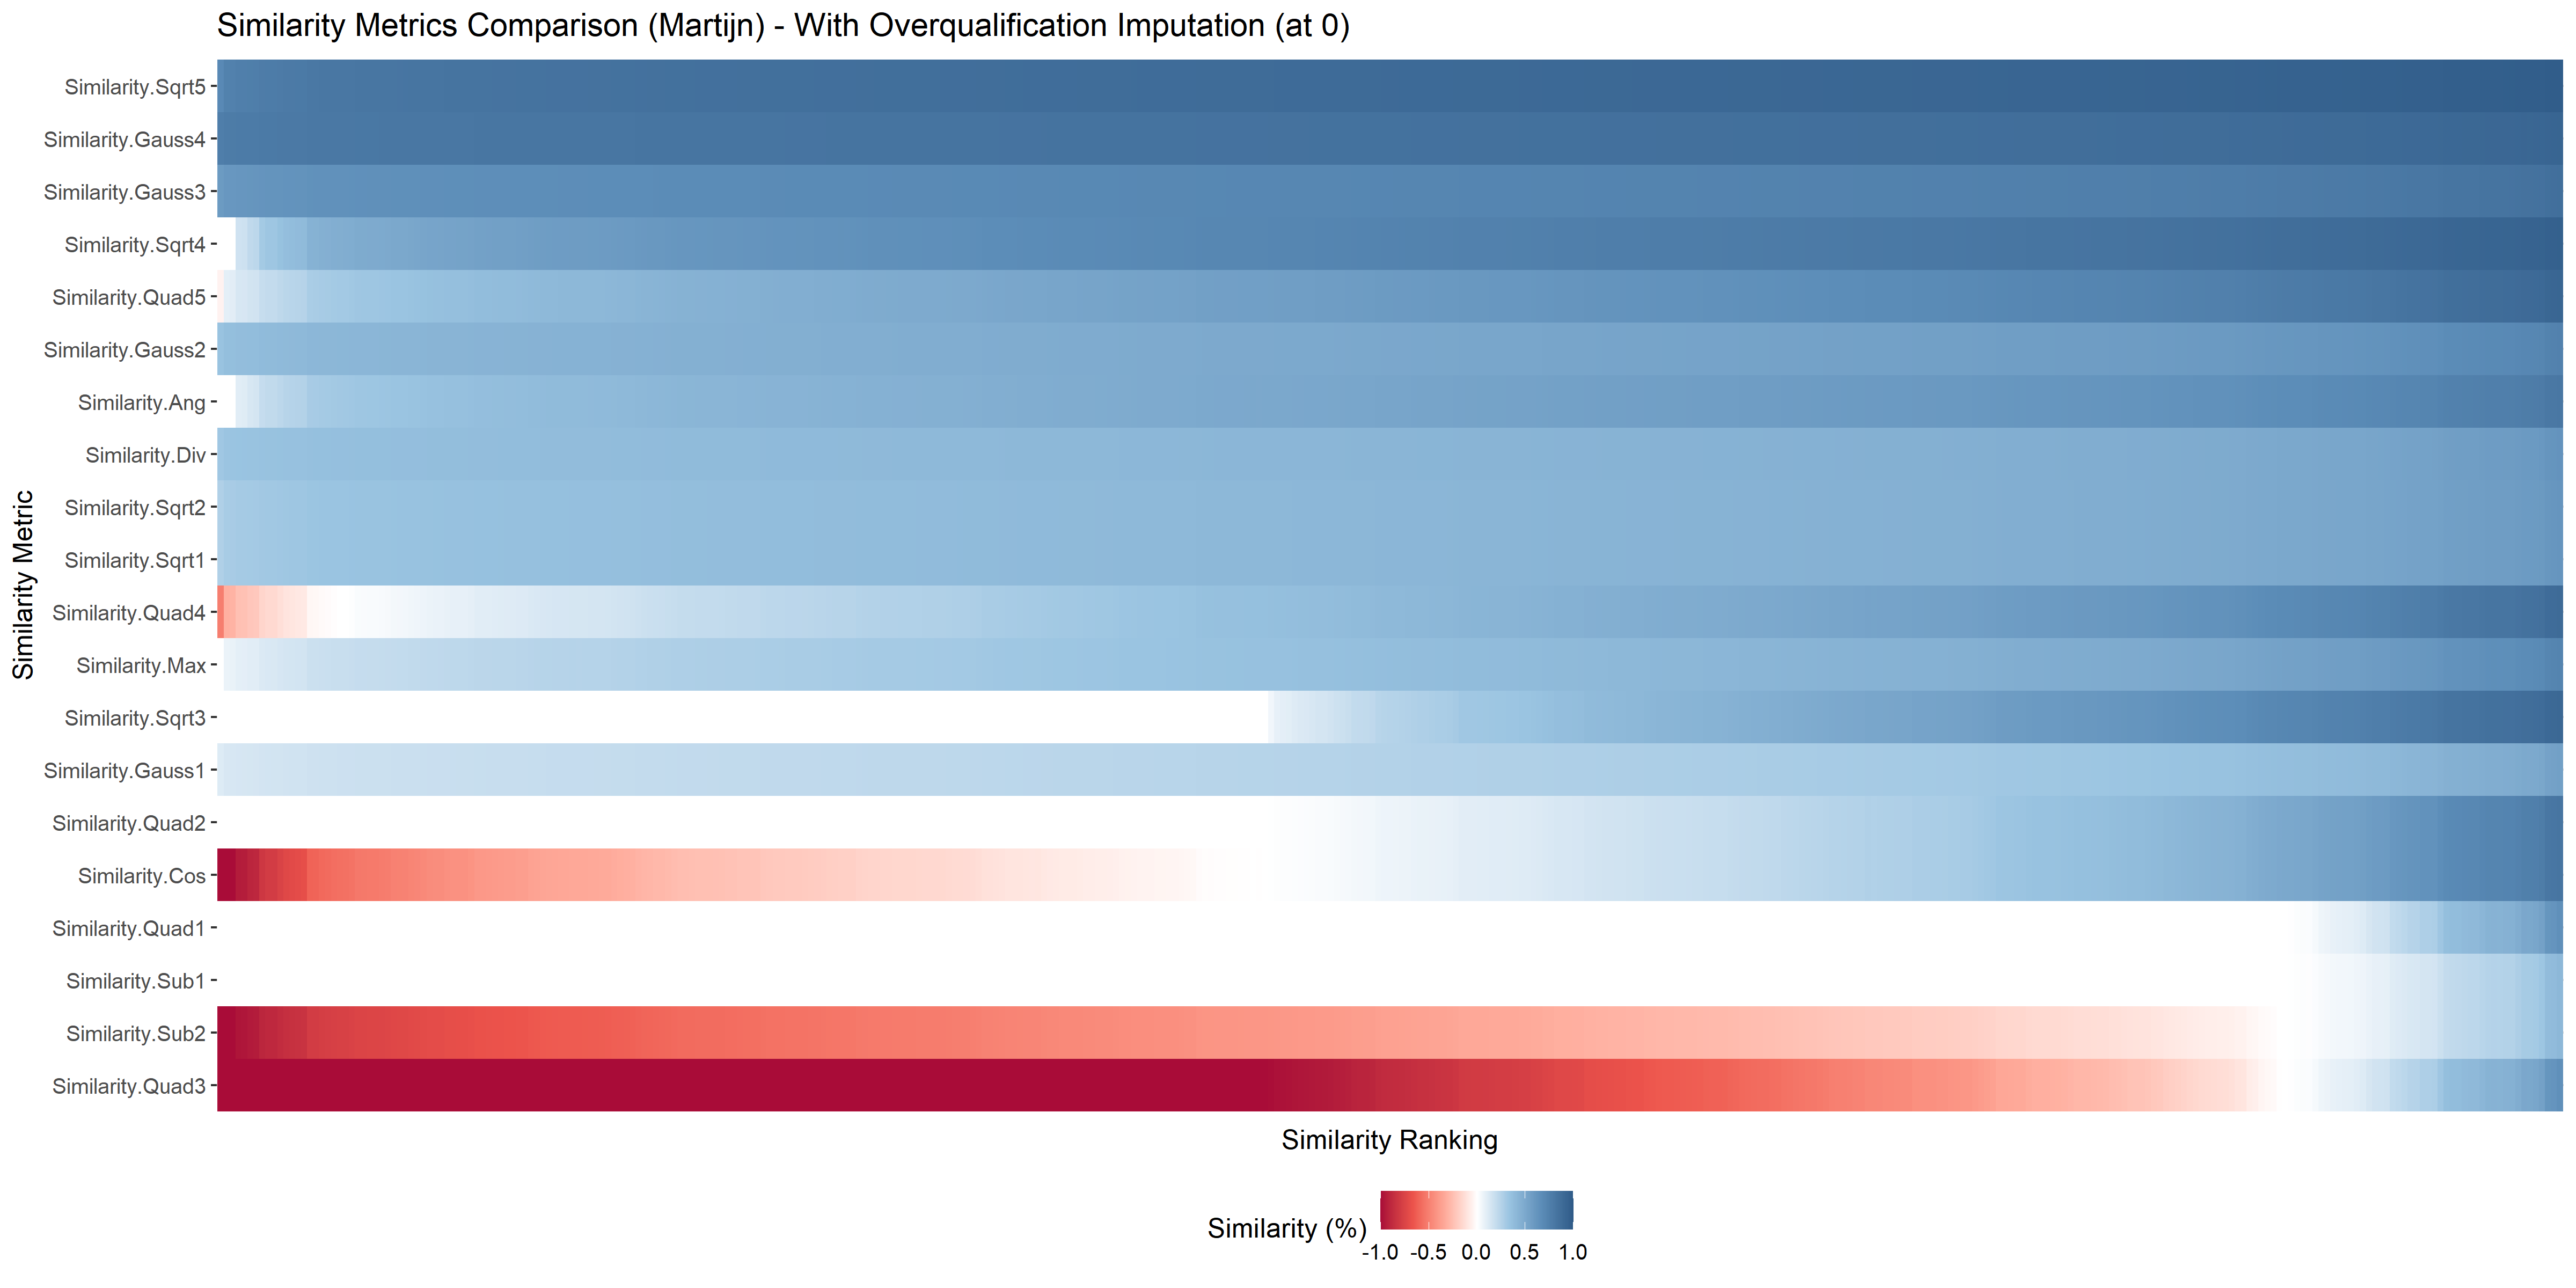 Similarity Metrics Comparison (Martijn) - With Overqualification Imputation (at 0)
Similarity Metric
Similarity.Sqrt5
Similarity.Gauss4
Similarity.Gauss3
Similarity.Sqrt4
Similarity.Quad5
Similarity.Gauss2
Similarity.Ang
Similarity.Div
Similarity.Sqrt2
Similarity.Sqrt1
Similarity.Quad4
Similarity.Max
Similarity.Sqrt3
Similarity.Gauss1
Similarity.Quad2
Similarity.Cos
Similarity.Quad1
Similarity.Sub1
Similarity.Sub2
Similarity.Quad3
Similarity Ranking
Similarity (%)
-1.0 -0.5 0.0 0.5 1.0